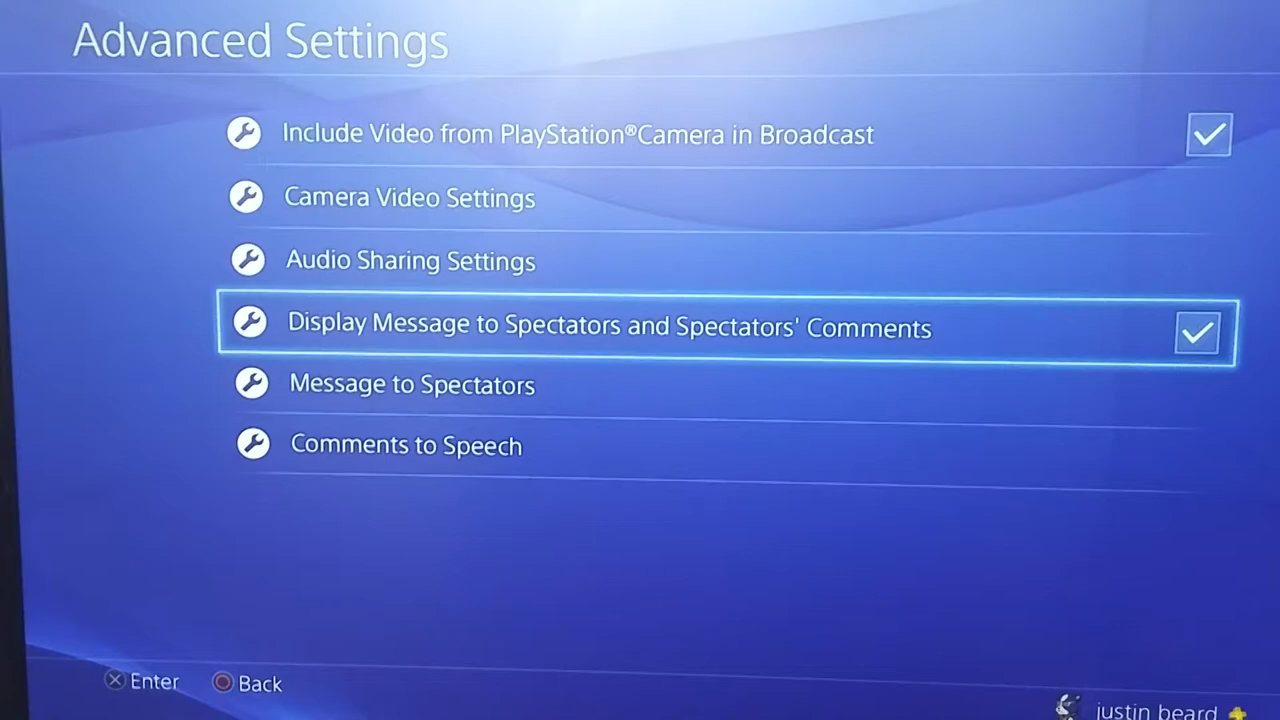 Advanced Settings
Include Video from PlayStation®Camera in Broadcast
Camera Video Settings
Audio Sharing Settings
Display Message to Spectators and Spectators' Comments
Message to Spectators
Comments to Speech
Enter Back
justin beard